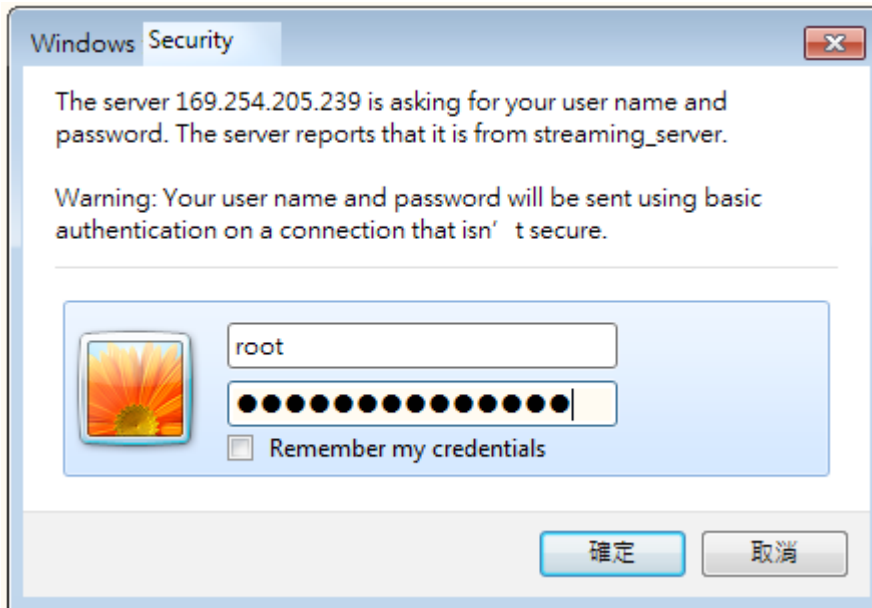 Windows Security
The server 169.254.205.239 is asking for your user name and
password. The server reports that it is from streaming_server.
Warning: Your user name and password will be sent using basic
authentication on a connection that isn’ t secure.
root
●●●●●●●●●●●●●●
Remember my credentials
確定 取消